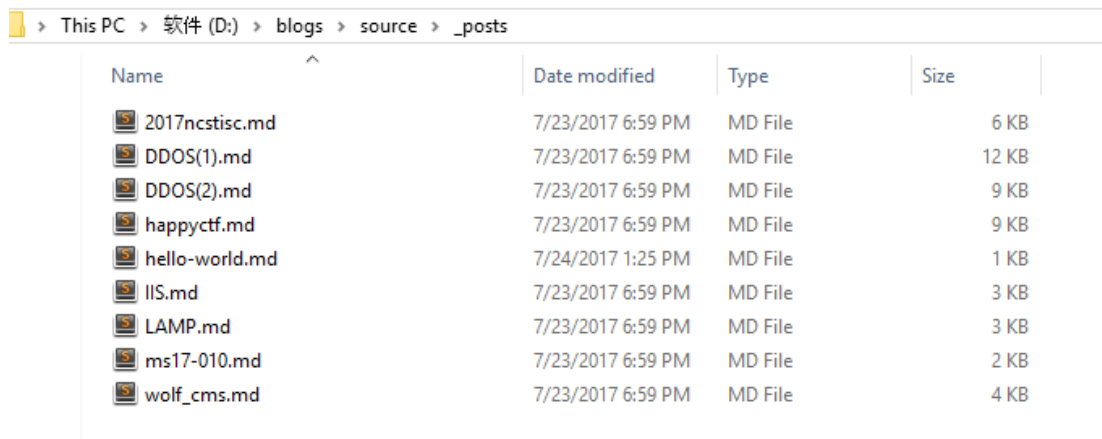 This PC > 软件 (D:) > blogs > source > _posts
Name Date modified Type Size
2017ncstisc.md 7/23/2017 6:59 PM MD File 6 KB
DDOS(1).md 7/23/2017 6:59 PM MD File 12 KB
DDOS(2).md 7/23/2017 6:59 PM MD File 9 KB
happyctf.md 7/23/2017 6:59 PM MD File 9 KB
hello-world.md 7/24/2017 1:25 PM MD File 1 KB
IIS.md 7/23/2017 6:59 PM MD File 3 KB
LAMP.md 7/23/2017 6:59 PM MD File 3 KB
ms17-010.md 7/23/2017 6:59 PM MD File 2 KB
wolf_cms.md 7/23/2017 6:59 PM MD File 4 KB